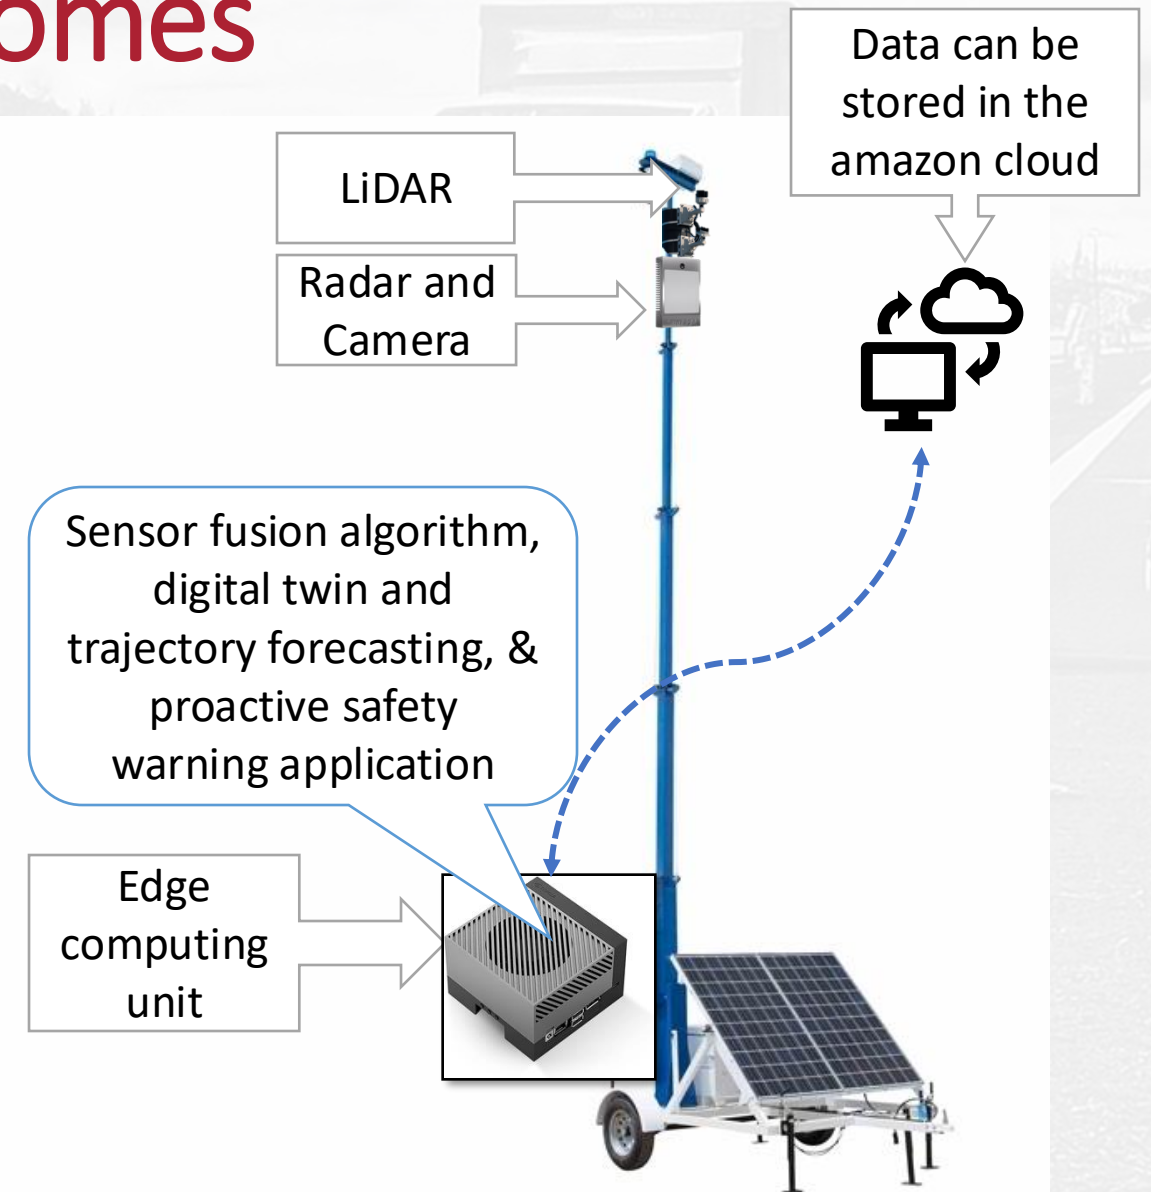 Data can be
stored in the
amazon cloud
LiDAR
Radar and
Camera
Sensor fusion algorithm,
digital twin and
trajectory forecasting, &
proactive safety
warning application
Edge
computing
unit